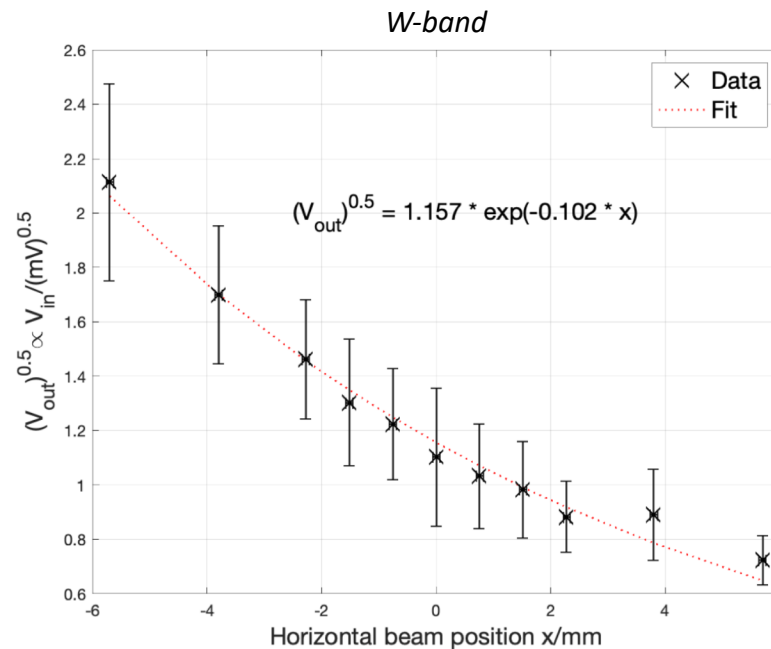 W-band
2.6
2.4
2.2
2
1.8
1.6
1.4
1.2
1
0.8
0.6
-6
-4
-2
0
2
4
Data
Fit
(V_out)^0.5 = 1.157 * exp(-0.102 * x)
(V_out)^0.5 ∝ V_in/(mV)^0.5
Horizontal beam position x/mm